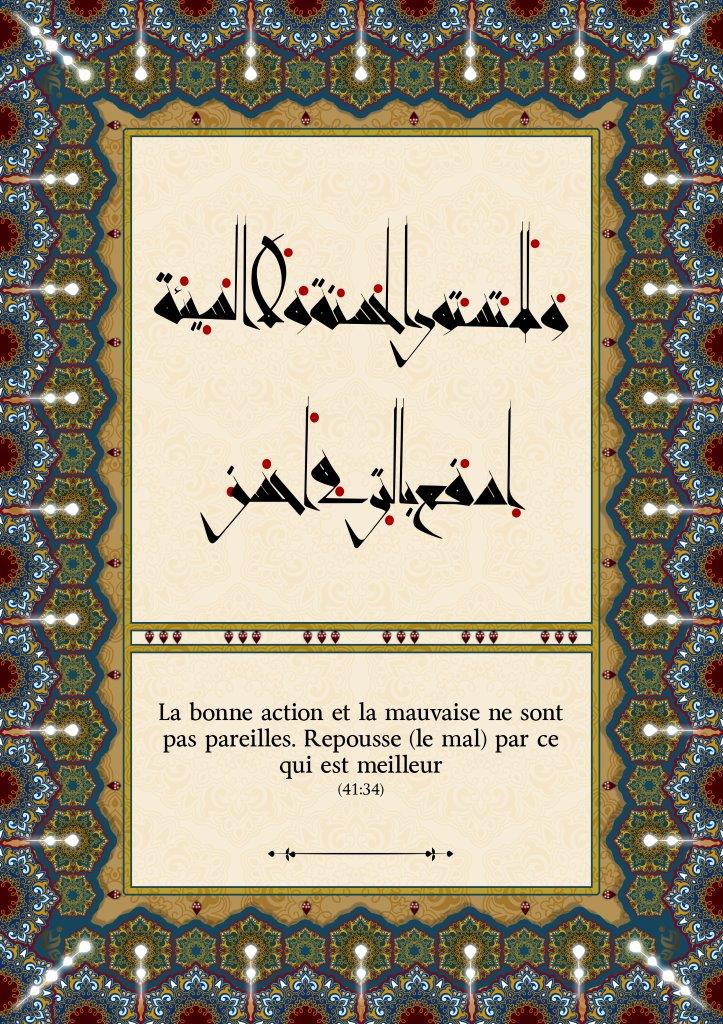 ولا تستوي الحسنة ولا السيئة
ادفع بالتي هي احسن
La bonne action et la mauvaise ne sont
pas pareilles. Repousse (le mal) par ce
qui est meilleur
(41:34)